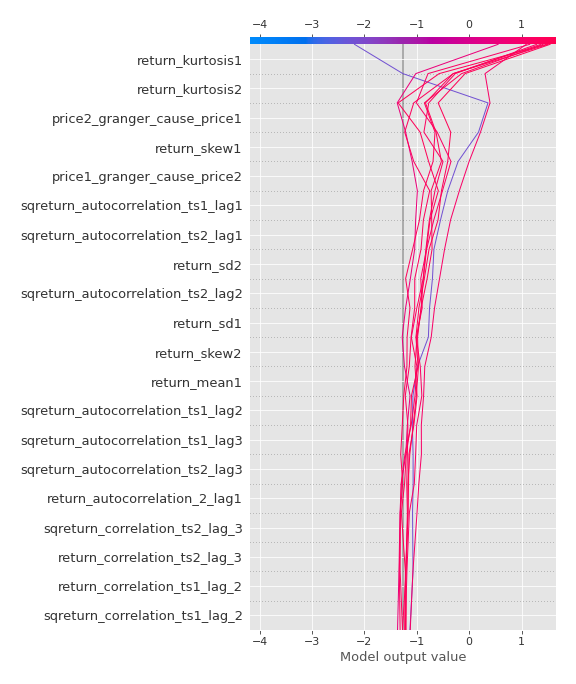 −4 −3 −2 −1 0 1
return_kurtosis1
return_kurtosis2
price2_granger_cause_price1
return_skew1
price1_granger_cause_price2
sqreturn_autocorrelation_ts1_lag1
sqreturn_autocorrelation_ts2_lag1
return_sd2
sqreturn_autocorrelation_ts2_lag2
return_sd1
return_skew2
return_mean1
sqreturn_autocorrelation_ts1_lag2
sqreturn_autocorrelation_ts1_lag3
sqreturn_autocorrelation_ts2_lag3
return_autocorrelation_2_lag1
sqreturn_correlation_ts2_lag_3
return_correlation_ts2_lag_3
return_correlation_ts1_lag_2
sqreturn_correlation_ts1_lag_2
−4 −3 −2 −1 0 1
Model output value